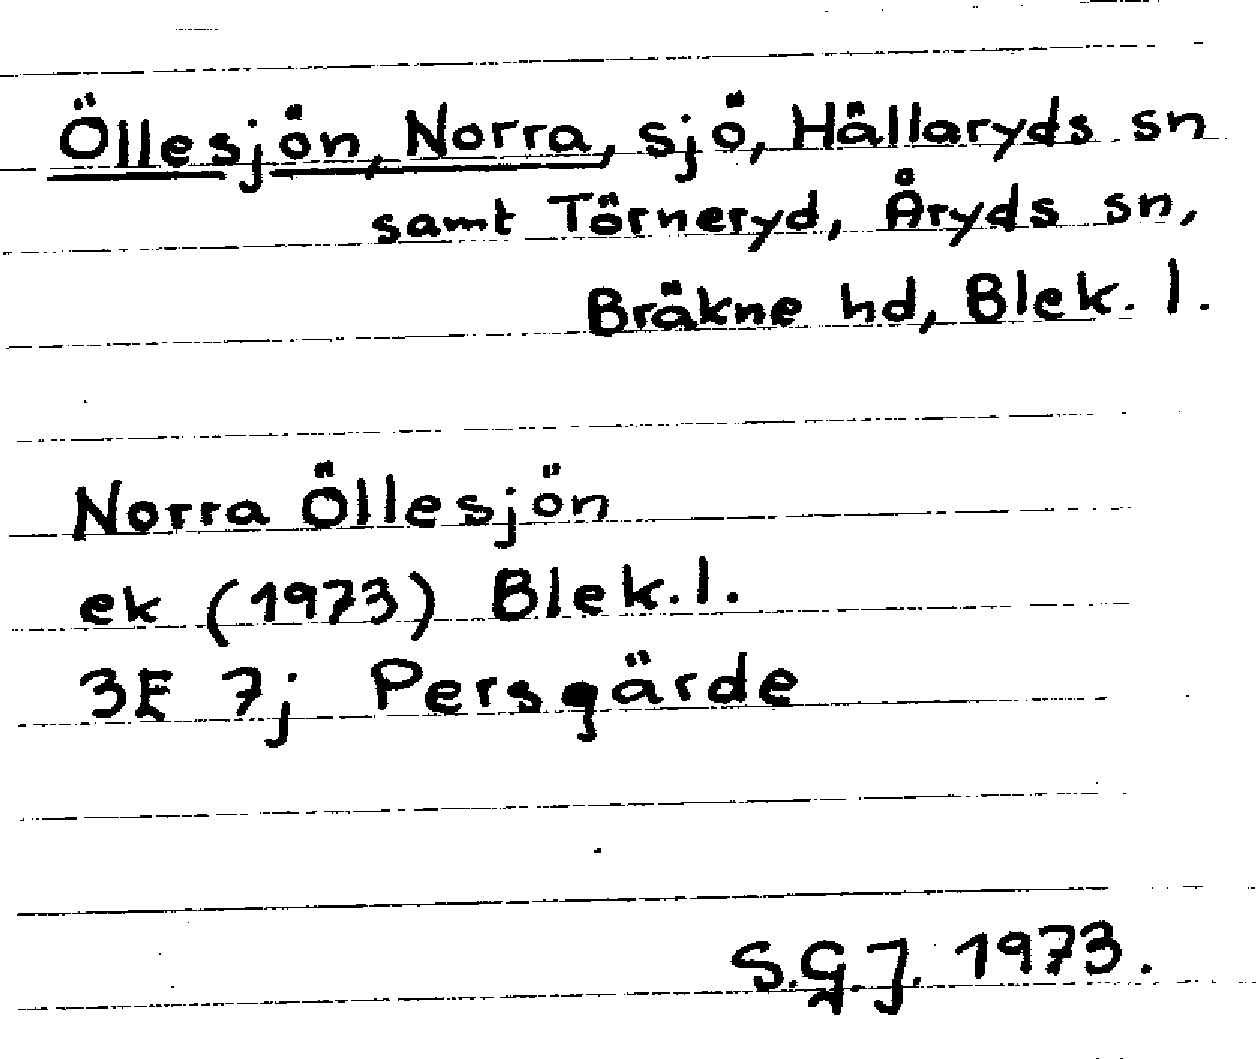 Öllesjön, Norra, sjö, Hällaryds sn
samt Törneryd, Åryds sn,
Bräkne hd, Blek. l.
Norra Öllesjön
ek (1973) Blek. l.
3F 7j Persgärde
S.G.J. 1973.